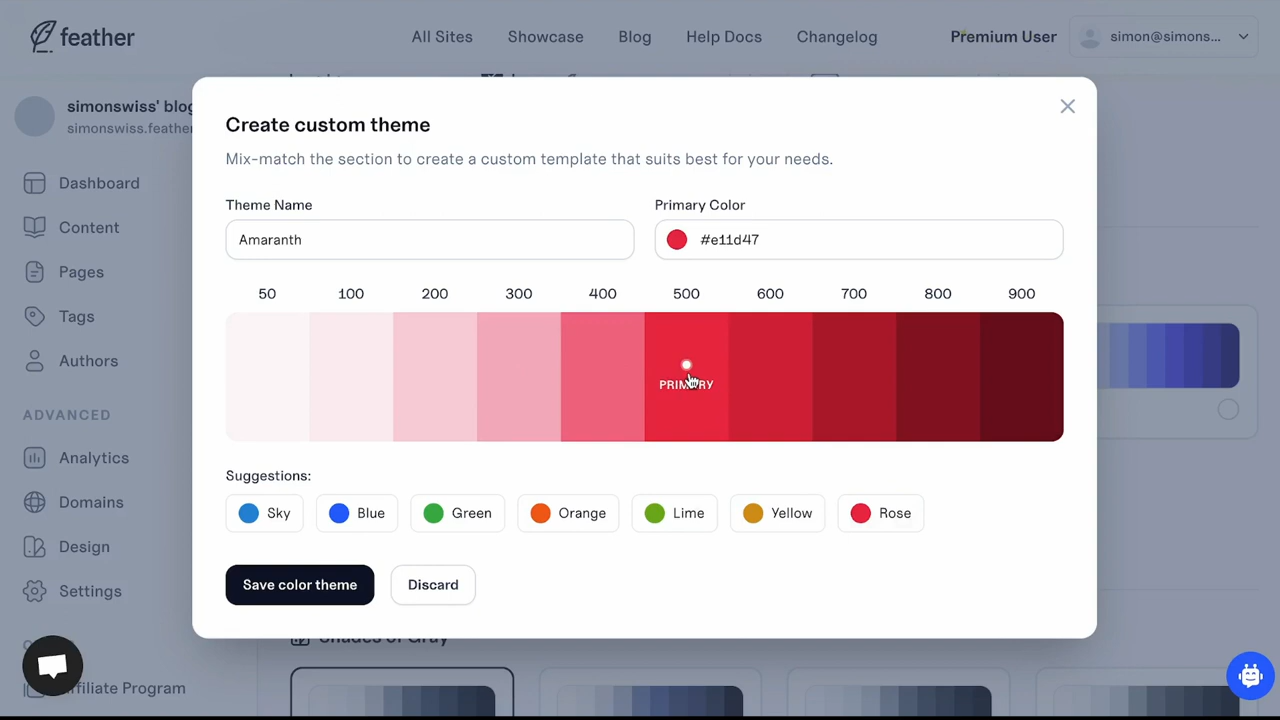 feather
All Sites
Showcase
Blog
Help Docs
Changelog
Premium User
simon@simons...
simonswiss' blog
simonswiss.feather
Dashboard
Content
Pages
Tags
Authors
ADVANCED
Analytics
Domains
Design
Settings
ffiliate Program
Create custom theme
Mix-match the section to create a custom template that suits best for your needs.
Theme Name
Primary Color
Amaranth
#e11d47
50 100 200 300 400 500 600 700 800 900
PRIMARY
Suggestions:
Sky Blue Green Orange Lime Yellow Rose
Save color theme
Discard
Shades of Gray